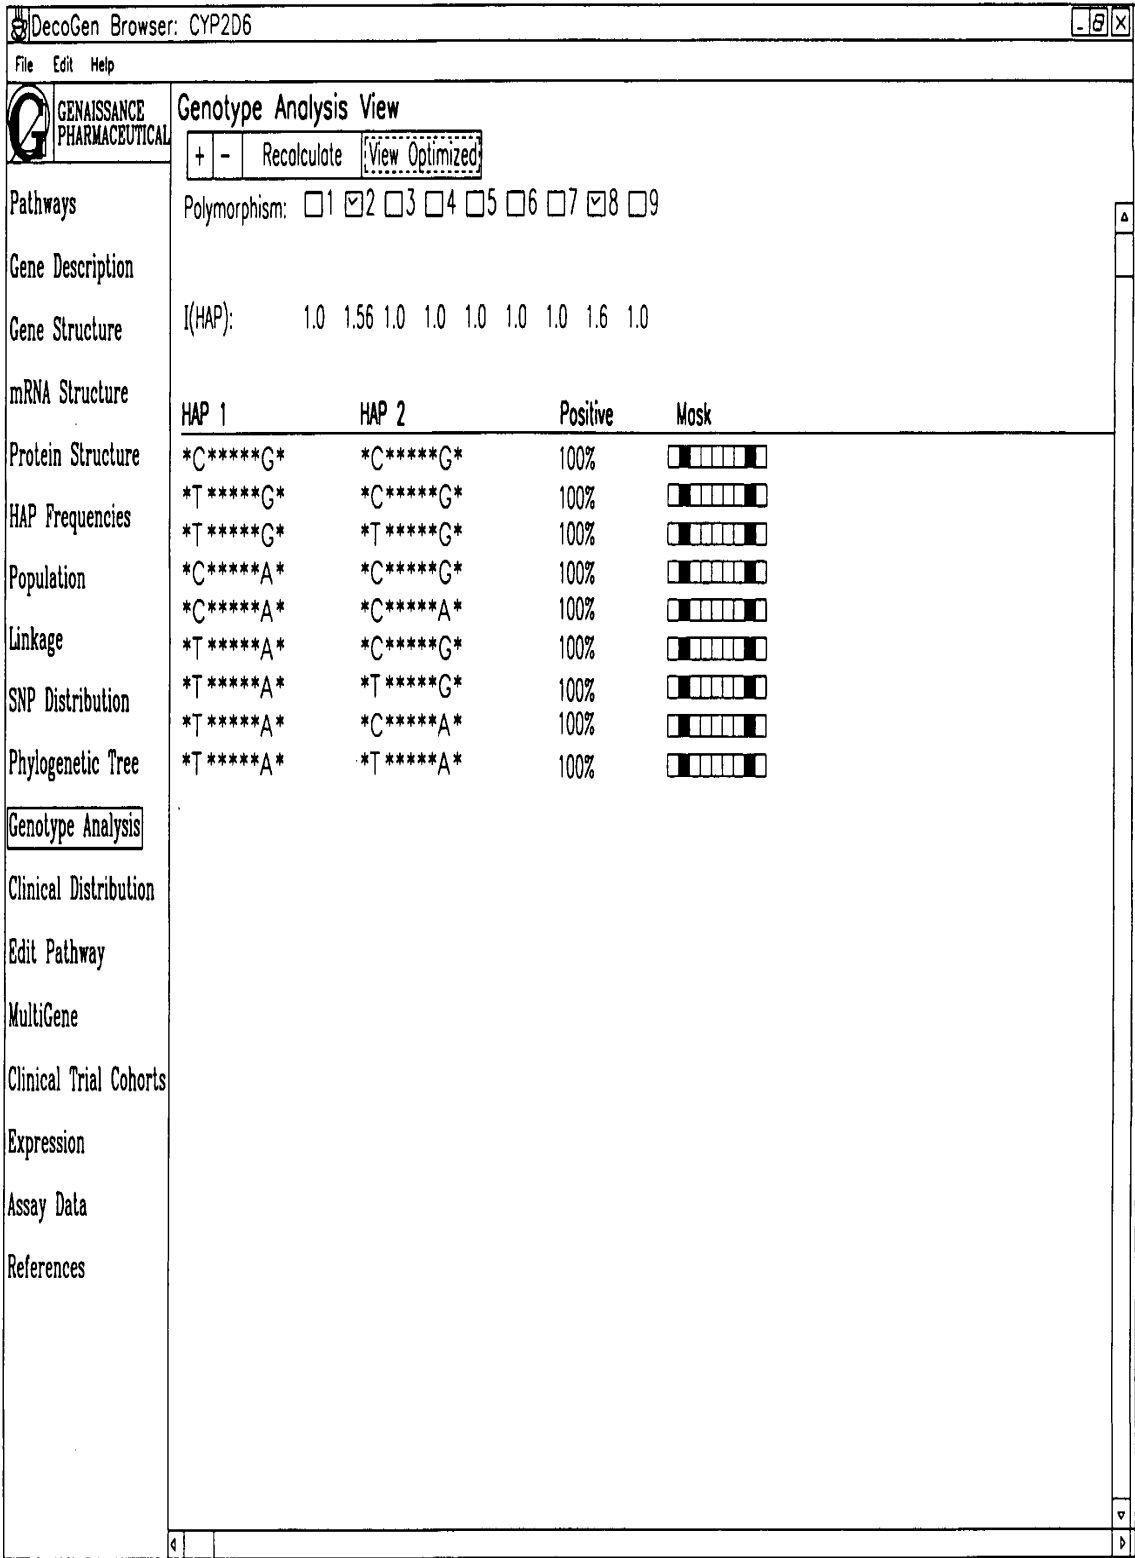 DecoGen Browser: CYP2D6
File Edit Help
GENAISSANCE
PHARMACEUTICAL
Genotype Analysis View
+ - Recalculate View Optimized
Polymorphism: 1 2 3 4 5 6 7 8 9
I(HAP): 1.0 1.56 1.0 1.0 1.0 1.0 1.0 1.6 1.0
HAP 1 HAP 2 Positive Mask
*C*****G* *C*****G* 100%
*T*****G* *C*****G* 100%
*T*****G* *T*****G* 100%
*C*****A* *C*****G* 100%
*C*****A* *C*****A* 100%
*T*****A* *C*****G* 100%
*T*****A* *T*****G* 100%
*T*****A* *C*****A* 100%
*T*****A* *T*****A* 100%
Pathways
Gene Description
Gene Structure
mRNA Structure
Protein Structure
HAP Frequencies
Population
Linkage
SNP Distribution
Phylogenetic Tree
Genotype Analysis
Clinical Distribution
Edit Pathway
MultiGene
Clinical Trial Cohorts
Expression
Assay Data
References